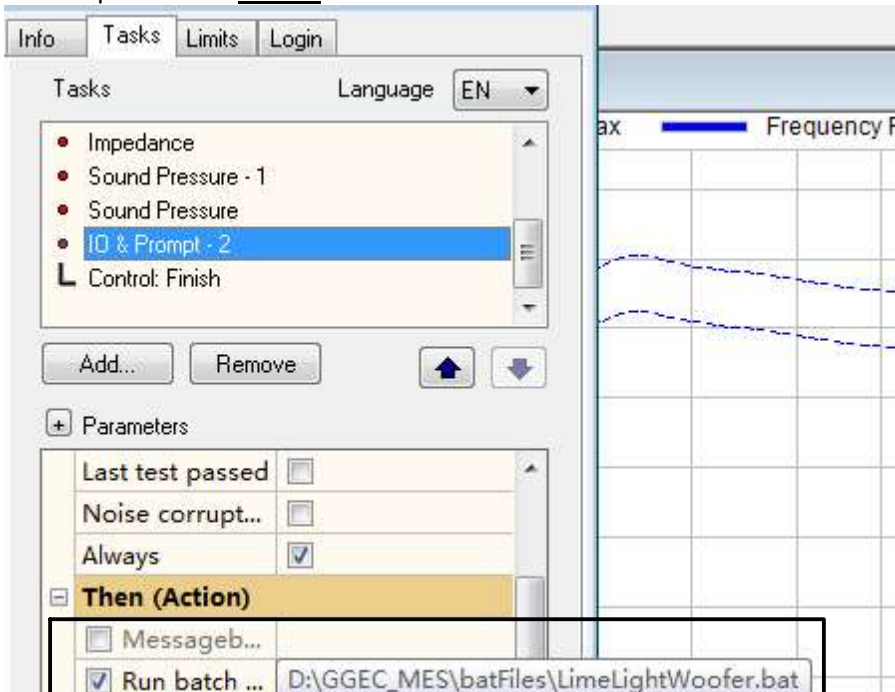 Info Tasks Limits Login
Tasks Language EN
Impedance
Sound Pressure - 1
Sound Pressure
IO & Prompt - 2
Control: Finish
Add... Remove
Parameters
Last test passed
Noise corrupt...
Always
Then (Action)
Messageb...
Run batch ... D:\GGEC_MES\batFiles\LimeLightWoofer.bat
ax Frequency